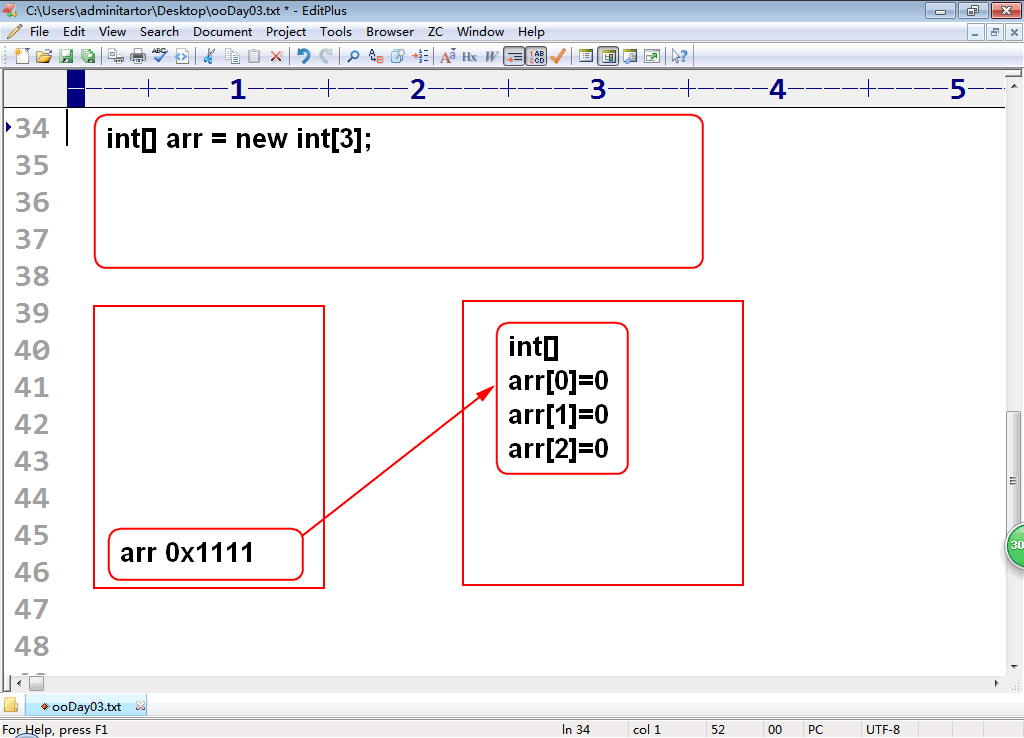 C:\Users\adminitartor\Desktop\ooDay03.txt * - EditPlus
File Edit View Search Document Project Tools Browser ZC Window Help
1 2 3 4 5
34 int[] arr = new int[3];
35
36
37
38
39
40 int[]
41 arr[0]=0
42 arr[1]=0
43 arr[2]=0
44
45 arr 0x1111
46
47
48
30
ooDay03.txt
For Help, press F1 ln 34 col 1 52 00 PC UTF-8